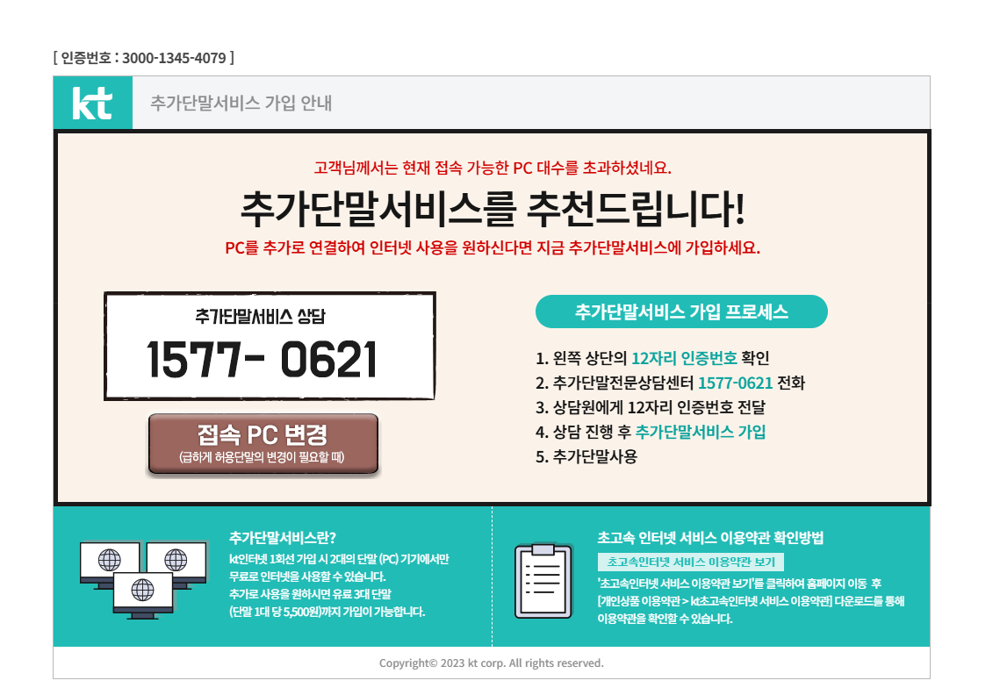 [ 인증번호 : 3000-1345-4079 ]
kt
추가단말서비스 가입 안내
고객님께서는 현재 접속 가능한 PC 대수를 초과하셨네요.
추가단말서비스를 추천드립니다!
PC를 추가로 연결하여 인터넷 사용을 원하신다면 지금 추가단말서비스에 가입하세요.
추가단말서비스 상담
1577- 0621
접속 PC 변경
(급하게 허용단말의 변경이 필요할 때)
추가단말서비스 가입 프로세스
1. 왼쪽 상단의 12자리 인증번호 확인
2. 추가단말전문상담센터 1577-0621 전화
3. 상담원에게 12자리 인증번호 전달
4. 상담 진행 후 추가단말서비스 가입
5. 추가단말사용
추가단말서비스란?
kt인터넷 1회선 가입 시 2대의 단말 (PC) 기기에서만
무료로 인터넷을 사용할 수 있습니다.
추가로 사용을 원하시면 유료 3대 단말
(단말 1대 당 5,500원)까지 가입이 가능합니다.
초고속 인터넷 서비스 이용약관 확인방법
초고속인터넷 서비스 이용약관 보기
'초고속인터넷 서비스 이용약관 보기'를 클릭하여 홈페이지 이동 후
[개인상품 이용약관 > kt초고속인터넷 서비스 이용약관] 다운로드를 통해
이용약관을 확인할 수 있습니다.
Copyright© 2023 kt corp. All rights reserved.